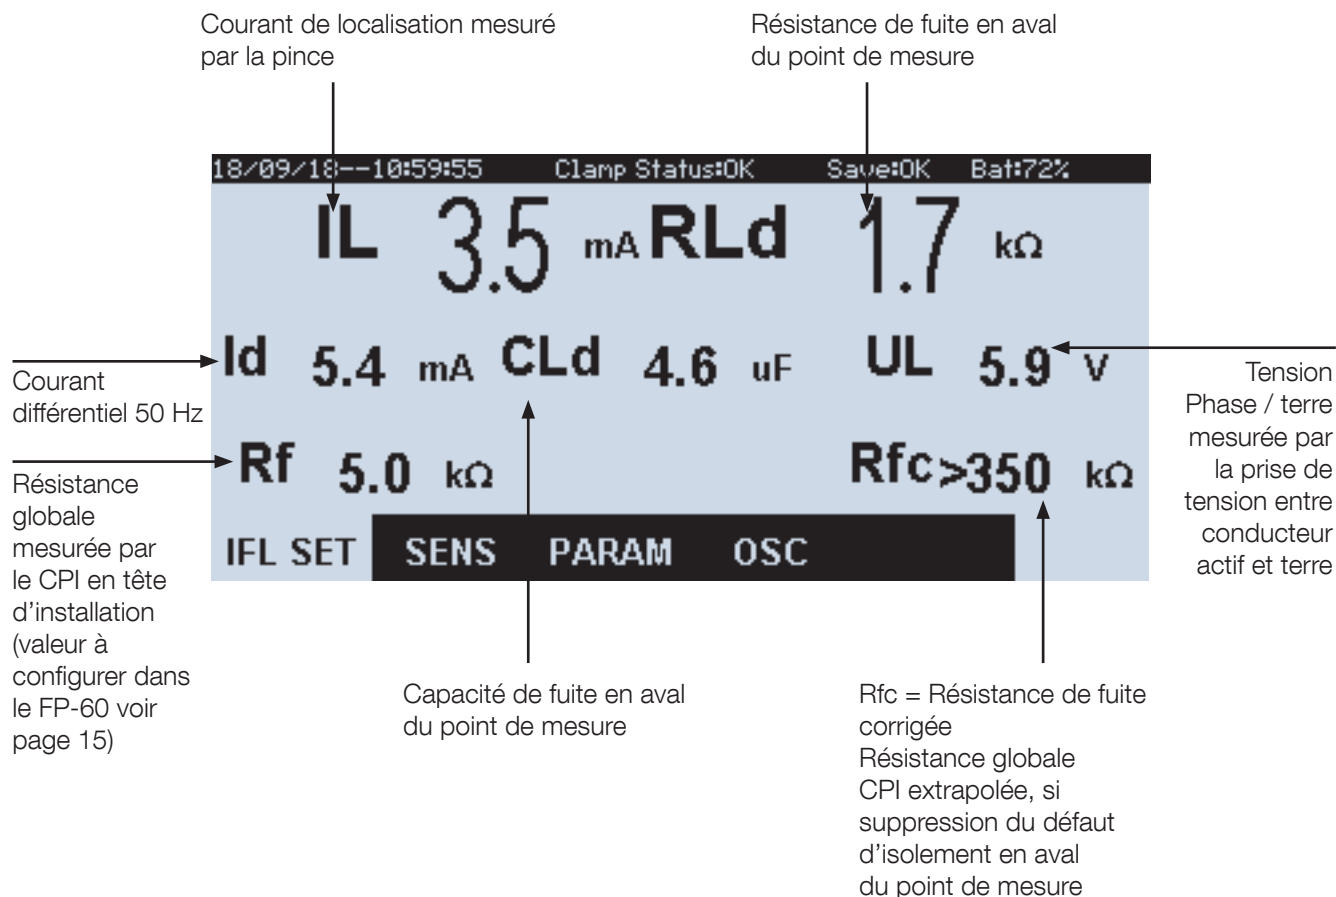 Courant de localisation mesuré
par la pince
Résistance de fuite en aval
du point de mesure
18/09/18--10:59:55 Clamp Status:OK Save:OK Bat:72%
IL 3.5 mA RLd 1.7 kΩ
Id 5.4 mA CLd 4.6 uF UL 5.9 V
Rf 5.0 kΩ Rfc >350 kΩ
IFL SET SENS PARAM OSC
Courant
différentiel 50 Hz
Résistance
globale
mesurée par
le CPI en tête
d'installation
(valeur à
configurer dans
le FP-60 voir
page 15)
Tension
Phase / terre
mesurée par
la prise de
tension entre
conducteur
actif et terre
Capacité de fuite en aval
du point de mesure
Rfc = Résistance de fuite
corrigée
Résistance globale
CPI extrapolée, si
suppression du défaut
d'isolement en aval
du point de mesure